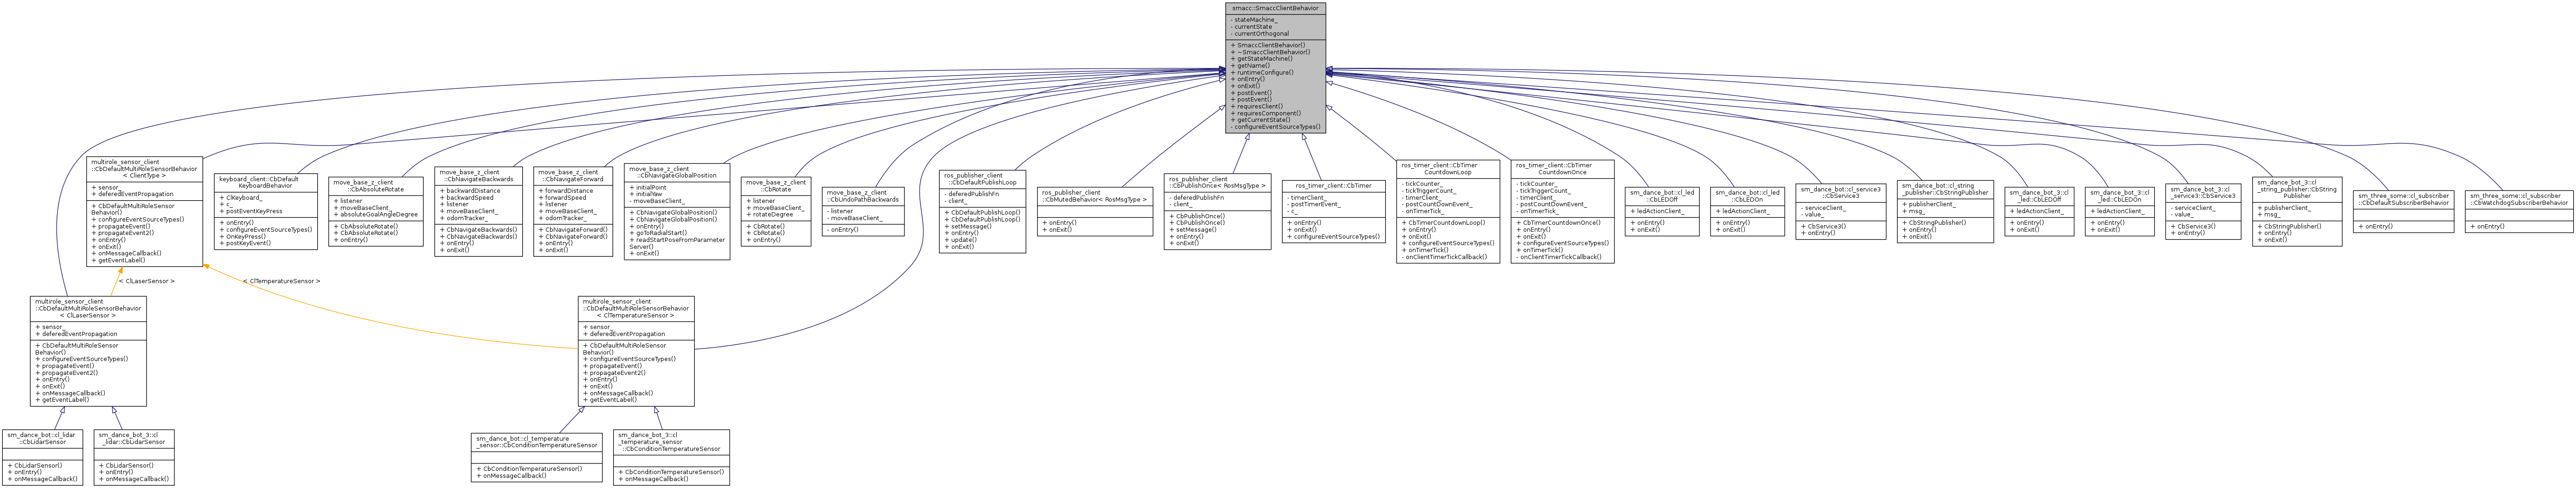 smacc::SmaccClientBehavior
- stateMachine_
- currentState
- currentOrthogonal
+ SmaccClientBehavior()
+ ~SmaccClientBehavior()
+ getStateMachine()
+ getName()
+ runtimeConfigure()
+ onEntry()
+ onExit()
+ postEvent()
+ postEvent()
+ requiresClient()
+ requiresComponent()
+ getCurrentState()
- configureEventSourceTypes()
multirole_sensor_client
::CbDefaultMultiRoleSensorBehavior
< ClientType >
+ sensor_
+ deferedEventPropagation
+ CbDefaultMultiRoleSensor
Behavior()
+ configureEventSourceTypes()
+ propagateEvent()
+ propagateEvent2()
+ onEntry()
+ onExit()
+ onMessageCallback()
+ getEventLabel()
keyboard_client::CbDefault
KeyboardBehavior
+ ClKeyboard_
+ c_
+ postEventKeyPress
+ onEntry()
+ configureEventSourceTypes()
+ OnKeyPress()
+ postKeyEvent()
move_base_z_client
::CbAbsoluteRotate
+ listener
+ moveBaseClient_
+ absoluteGoalAngleDegree
+ CbAbsoluteRotate()
+ CbAbsoluteRotate()
+ onEntry()
move_base_z_client
::CbNavigateBackwards
+ backwardDistance
+ backwardSpeed
+ listener
+ moveBaseClient_
+ odomTracker_
+ CbNavigateBackwards()
+ CbNavigateBackwards()
+ onEntry()
+ onExit()
move_base_z_client
::CbNavigateForward
+ forwardDistance
+ forwardSpeed
+ listener
+ moveBaseClient_
+ odomTracker_
+ CbNavigateForward()
+ CbNavigateForward()
+ onEntry()
+ onExit()
move_base_z_client
::CbNavigateGlobalPosition
+ initialPoint
+ initialYaw
- moveBaseClient_
+ CbNavigateGlobalPosition()
+ CbNavigateGlobalPosition()
+ onEntry()
+ goToRadialStart()
+ readStartPoseFromParameter
Server()
+ onExit()
move_base_z_client
::CbRotate
+ listener
+ moveBaseClient_
+ rotateDegree
+ CbRotate()
+ CbRotate()
+ onEntry()
move_base_z_client
::CbUndoPathBackwards
- listener
- moveBaseClient_
- onEntry()
ros_publisher_client
::CbDefaultPublishLoop
- deferedPublishFn
- client_
+ CbDefaultPublishLoop()
+ CbDefaultPublishLoop()
+ setMessage()
+ onEntry()
+ update()
+ onExit()
ros_publisher_client
::CbMutedBehavior< RosMsgType >
+ onEntry()
+ onExit()
ros_publisher_client
::CbPublishOnce< RosMsgType >
- deferedPublishFn
- client_
+ CbPublishOnce()
+ CbPublishOnce()
+ setMessage()
+ onEntry()
+ onExit()
ros_timer_client::CbTimer
- timerClient_
- postTimerEvent_
- c_
+ onEntry()
+ onExit()
+ configureEventSourceTypes()
ros_timer_client::CbTimer
CountdownLoop
- tickCounter_
- tickTriggerCount_
- timerClient_
- postCountDownEvent_
- onTimerTick_
+ CbTimerCountdownLoop()
+ onEntry()
+ onExit()
+ configureEventSourceTypes()
+ onTimerTick()
- onClientTimerTickCallback()
ros_timer_client::CbTimer
CountdownOnce
- tickCounter_
- tickTriggerCount_
- timerClient_
- postCountDownEvent_
- onTimerTick_
+ CbTimerCountdownOnce()
+ onEntry()
+ onExit()
+ configureEventSourceTypes()
+ onTimerTick()
- onClientTimerTickCallback()
sm_dance_bot::cl_led
::CbLEDOff
+ ledActionClient_
+ onEntry()
+ onExit()
sm_dance_bot::cl_led
::CbLEDOn
+ ledActionClient_
+ onEntry()
+ onExit()
sm_dance_bot::cl_service3
::CbService3
- serviceClient_
- value_
+ CbService3()
+ onEntry()
sm_dance_bot::cl_string
_publisher::CbStringPublisher
+ publisherClient_
+ msg_
+ CbStringPublisher()
+ onEntry()
+ onExit()
sm_dance_bot_3::cl
_led::CbLEDOff
+ ledActionClient_
+ onEntry()
+ onExit()
sm_dance_bot_3::cl
_led::CbLEDOn
+ ledActionClient_
+ onEntry()
+ onExit()
sm_dance_bot_3::cl
_service3::CbService3
- serviceClient_
- value_
+ CbService3()
+ onEntry()
sm_dance_bot_3::cl
_string_publisher::CbString
Publisher
+ publisherClient_
+ msg_
+ CbStringPublisher()
+ onEntry()
+ onExit()
sm_three_some::cl_subscriber
::CbDefaultSubscriberBehavior
+ onEntry()
sm_three_some::cl_subscriber
::CbWatchdogSubscriberBehavior
+ onEntry()
< ClLaserSensor >
< ClTemperatureSensor >
multirole_sensor_client
::CbDefaultMultiRoleSensorBehavior
< ClLaserSensor >
+ sensor_
+ deferedEventPropagation
+ CbDefaultMultiRoleSensor
Behavior()
+ configureEventSourceTypes()
+ propagateEvent()
+ propagateEvent2()
+ onEntry()
+ onExit()
+ onMessageCallback()
+ getEventLabel()
multirole_sensor_client
::CbDefaultMultiRoleSensorBehavior
< ClTemperatureSensor >
+ sensor_
+ deferedEventPropagation
+ CbDefaultMultiRoleSensor
Behavior()
+ configureEventSourceTypes()
+ propagateEvent()
+ propagateEvent2()
+ onEntry()
+ onExit()
+ onMessageCallback()
+ getEventLabel()
sm_dance_bot::cl_lidar
::CbLidarSensor
+ CbLidarSensor()
+ onEntry()
+ onMessageCallback()
sm_dance_bot_3::cl
_lidar::CbLidarSensor
+ CbLidarSensor()
+ onEntry()
+ onMessageCallback()
sm_dance_bot::cl_temperature
_sensor::CbConditionTemperatureSensor
+ CbConditionTemperatureSensor()
+ onMessageCallback()
sm_dance_bot_3::cl
_temperature_sensor
::CbConditionTemperatureSensor
+ CbConditionTemperatureSensor()
+ onMessageCallback()